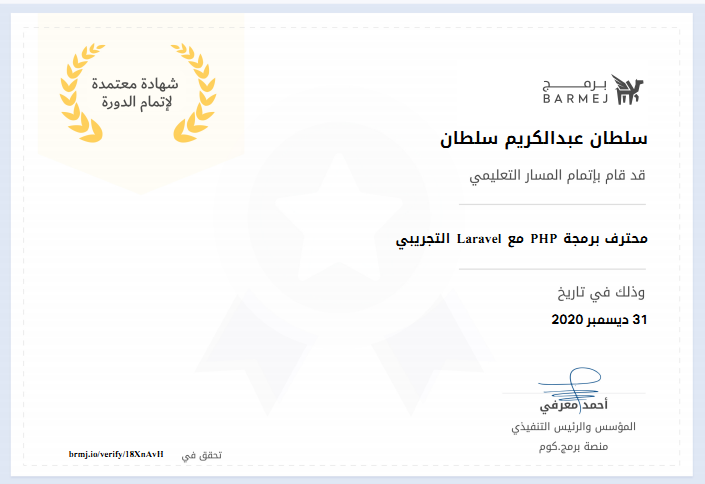 شهادة معتمدة
لإتمام الدورة
برمـــج
BARMEJ
سلطان عبدالكريم سلطان
قد قام بإتمام المسار التعليمي
محترف برمجة PHP مع Laravel التجريبي
وذلك في تاريخ
31 ديسمبر 2020
أحمد معرفي
المؤسس والرئيس التنفيذي
منصة برمج.كوم
تحقق في brmj.io/verify/18XnAvH